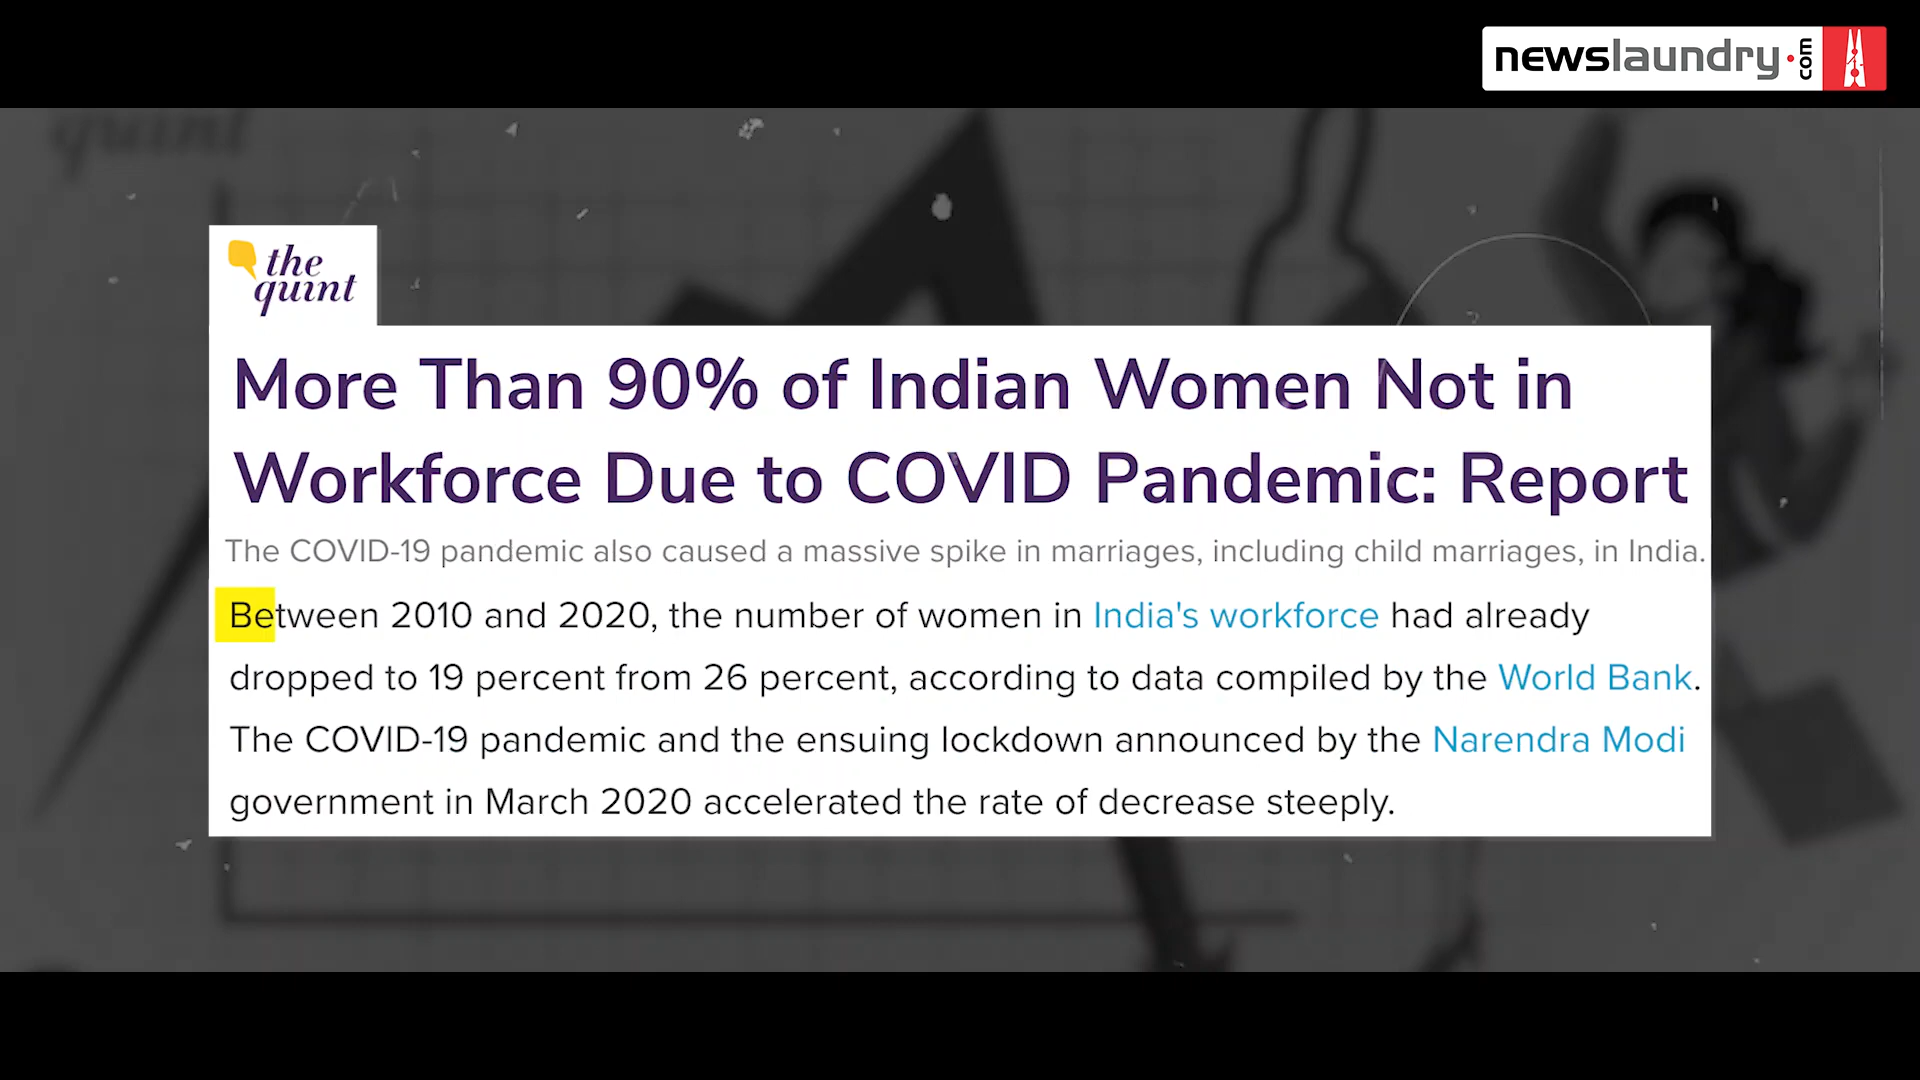 newslaundry.com
quint
the
quint
More Than 90% of Indian Women Not in
Workforce Due to COVID Pandemic: Report
The COVID-19 pandemic also caused a massive spike in marriages, including child marriages, in India.
Between 2010 and 2020, the number of women in India's workforce had already
dropped to 19 percent from 26 percent, according to data compiled by the World Bank.
The COVID-19 pandemic and the ensuing lockdown announced by the Narendra Modi
government in March 2020 accelerated the rate of decrease steeply.